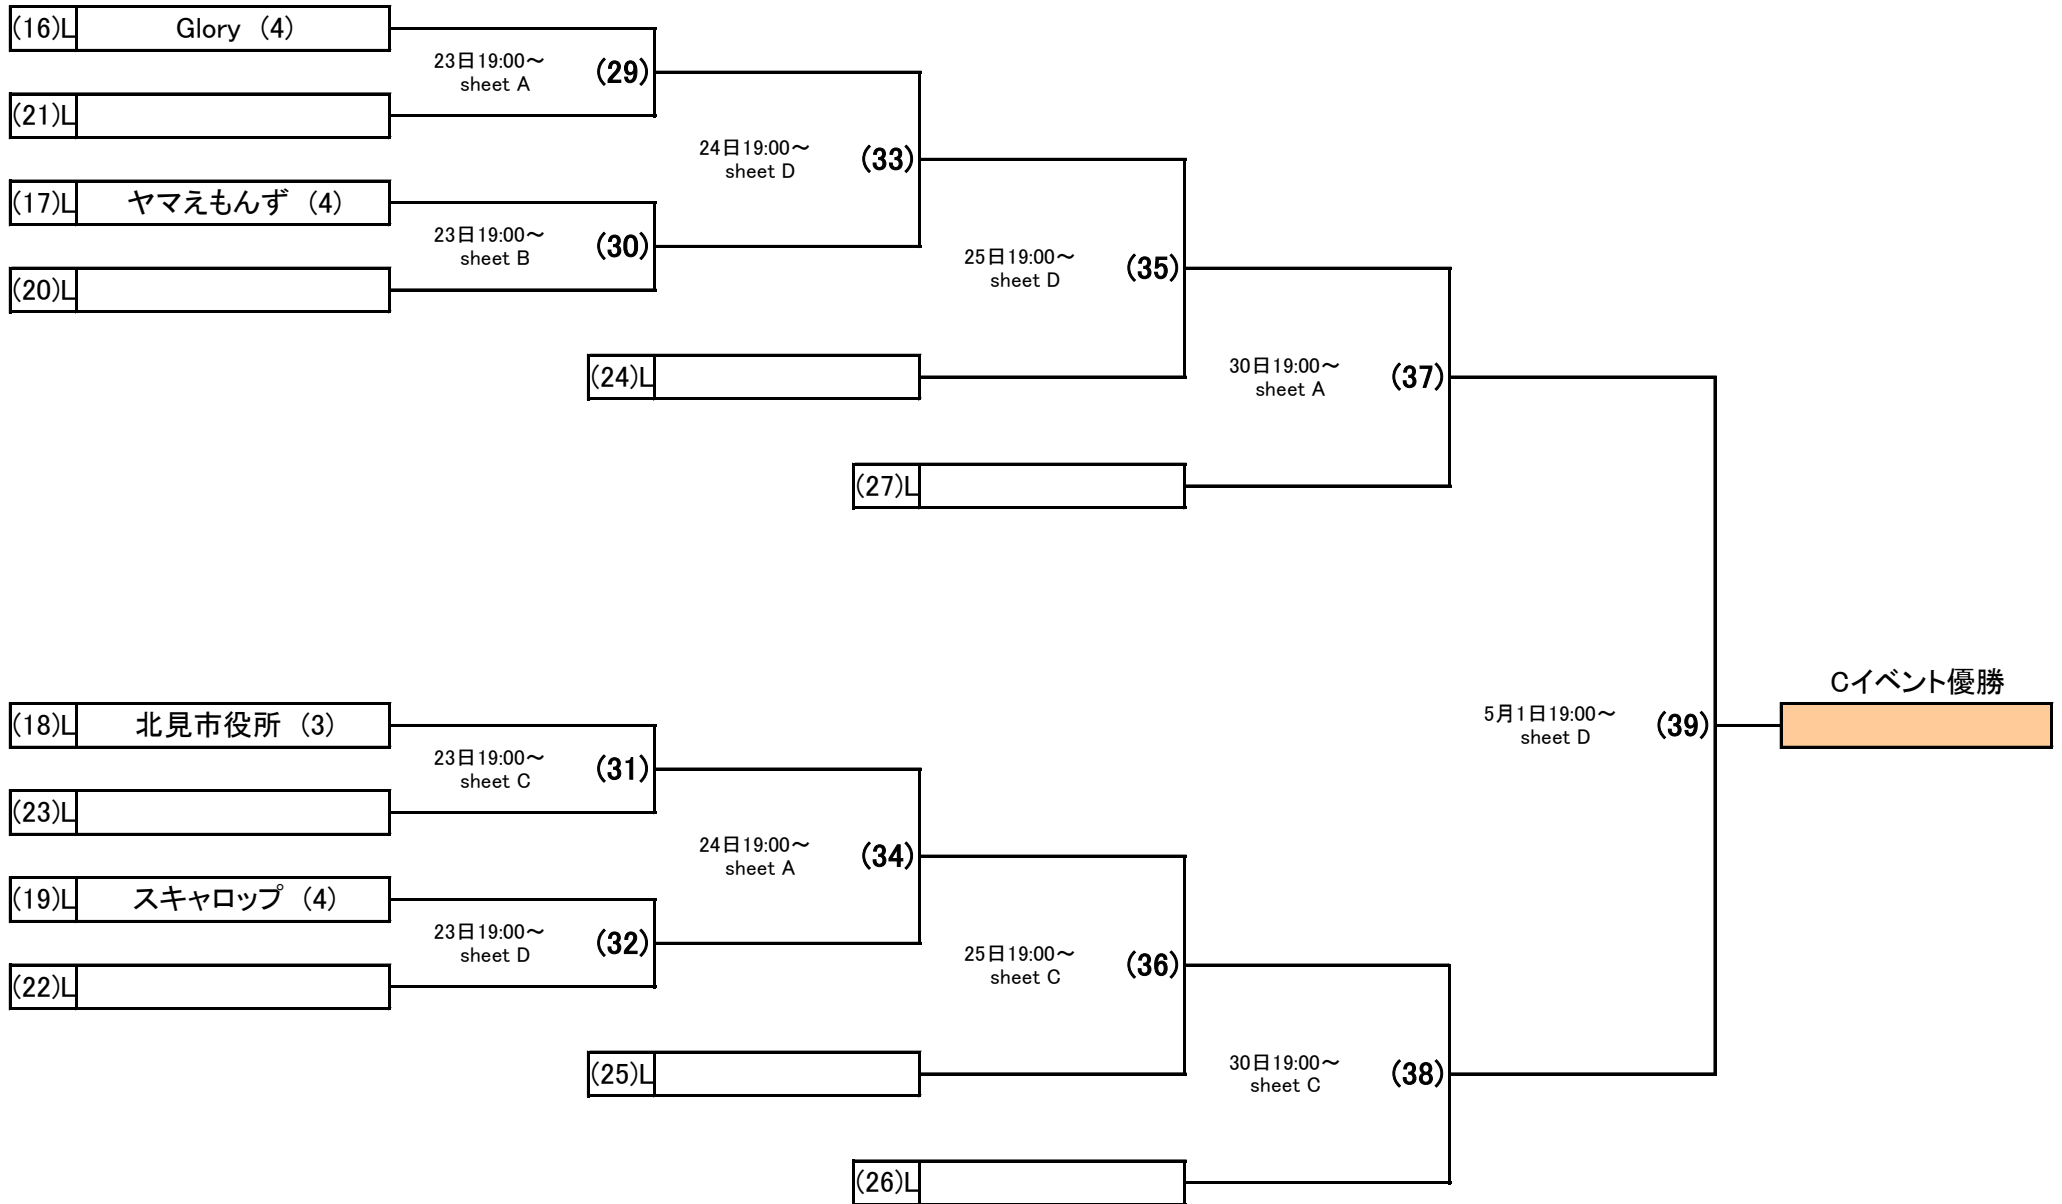 (16)L Glory (4)
23日19:00～
sheet A
(29)
(21)L
24日19:00～
sheet D
(33)
(17)L ヤマえもんず (4)
23日19:00～
sheet B
(30)
(20)L
25日19:00～
sheet D
(35)
(24)L
30日19:00～
sheet A
(37)
(27)L
Cイベント優勝
5月1日19:00～
sheet D
(39)
(18)L 北見市役所 (3)
23日19:00～
sheet C
(31)
(23)L
24日19:00～
sheet A
(34)
(19)L スキャロップ (4)
23日19:00～
sheet D
(32)
(22)L
25日19:00～
sheet C
(36)
(25)L
30日19:00～
sheet C
(38)
(26)L